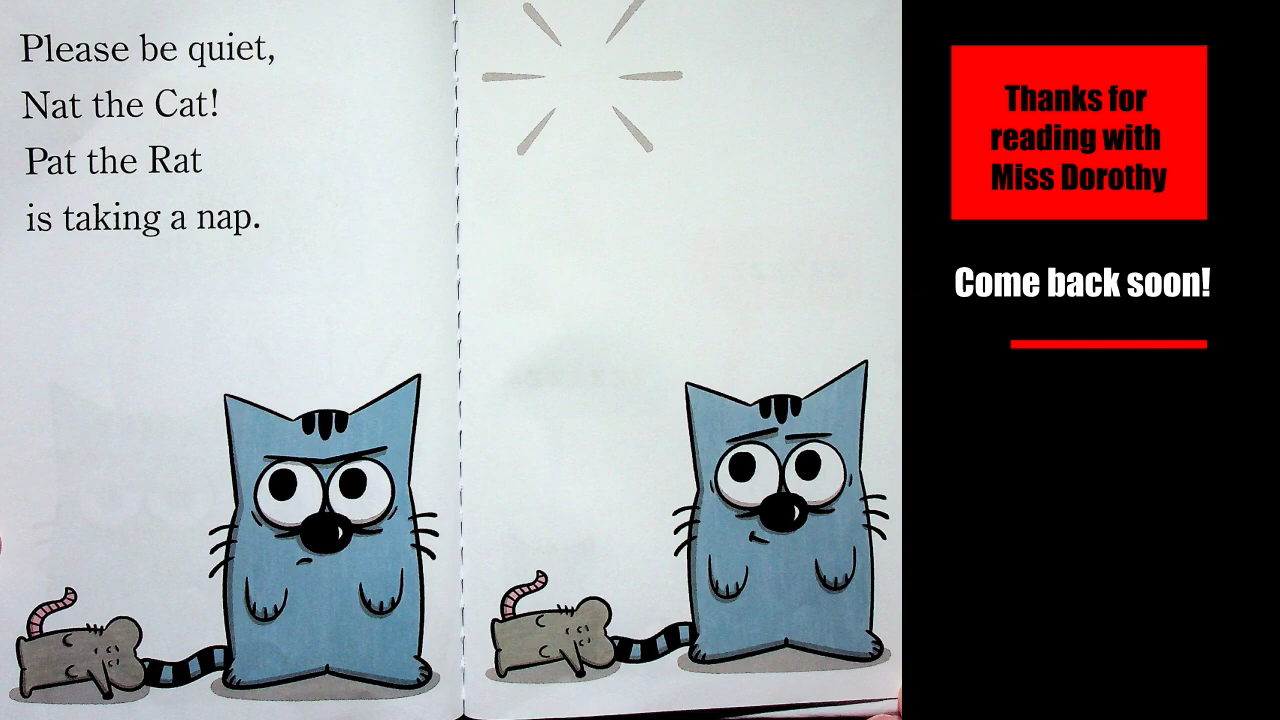 Please be quiet,
Nat the Cat!
Pat the Rat
is taking a nap.
Thanks for
reading with
Miss Dorothy
Come back soon!